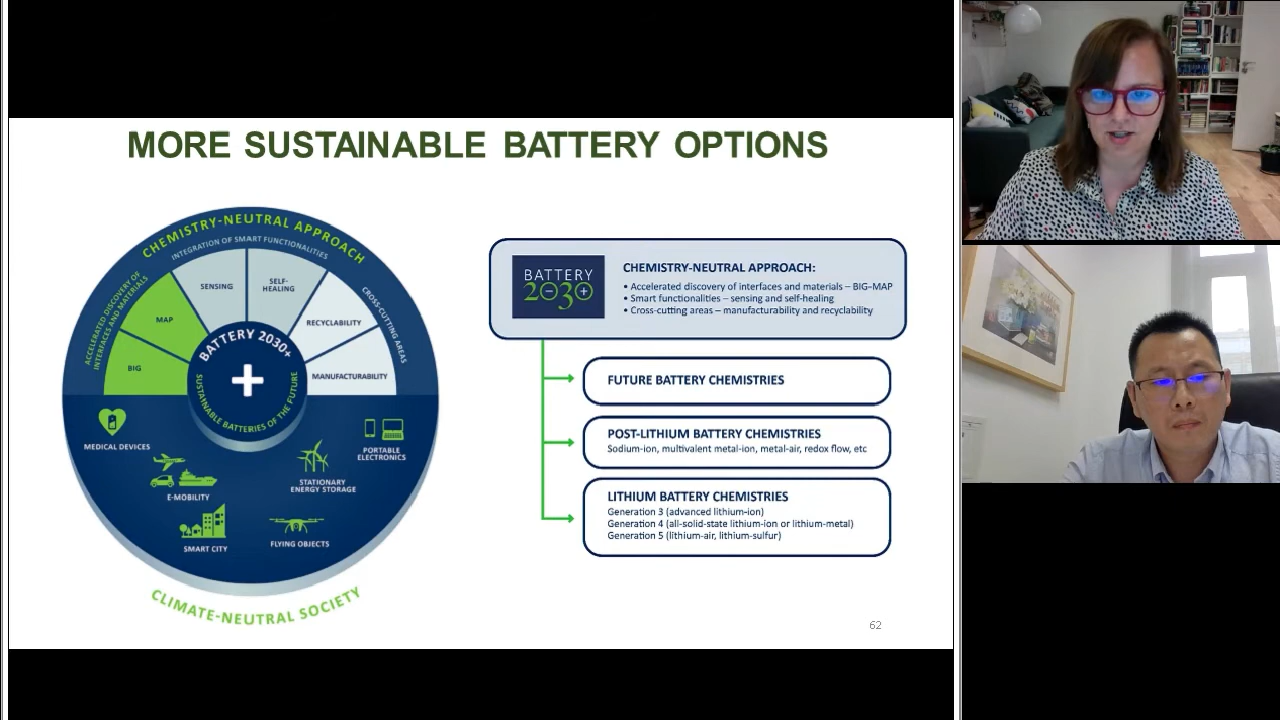 MORE SUSTAINABLE BATTERY OPTIONS
CHEMISTRY-NEUTRAL APPROACH
INTEGRATION OF SMART FUNCTIONALITIES
ACCELERATED DISCOVERY OF
INTERFACES AND MATERIALS
CROSS-CUTTING AREAS
SENSING
SELF-
HEALING
MAP
RECYCLABILITY
BIG
MANUFACTURABILITY
BATTERY 2030+
SUSTAINABLE BATTERIES OF THE FUTURE
MEDICAL DEVICES
PORTABLE
ELECTRONICS
E-MOBILITY
STATIONARY
ENERGY STORAGE
SMART CITY
FLYING OBJECTS
CLIMATE-NEUTRAL SOCIETY
BATTERY
2030
CHEMISTRY-NEUTRAL APPROACH:
• Accelerated discovery of interfaces and materials – BIG-MAP
• Smart functionalities – sensing and self-healing
• Cross-cutting areas – manufacturability and recyclability
FUTURE BATTERY CHEMISTRIES
POST-LITHIUM BATTERY CHEMISTRIES
Sodium-ion, multivalent metal-ion, metal-air, redox flow, etc
LITHIUM BATTERY CHEMISTRIES
Generation 3 (advanced lithium-ion)
Generation 4 (all-solid-state lithium-ion or lithium-metal)
Generation 5 (lithium-air, lithium-sulfur)
62